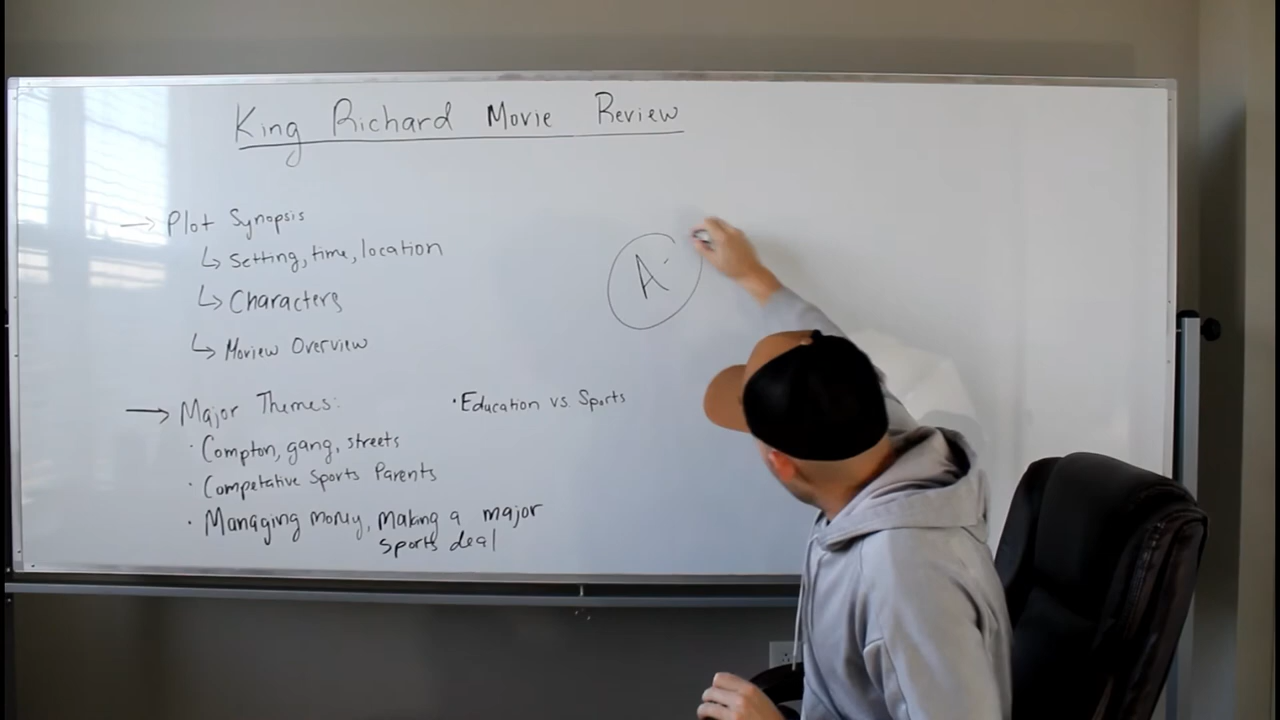 King Richard Movie Review
→ Plot Synopsis
↳ Setting, time, location
↳ Characters
↳ Moview Overview
A-
→ Major Themes:
· Compton, gang, streets
· Competative Sports Parents
· Managing money, making a major
sports deal
· Education vs. Sports